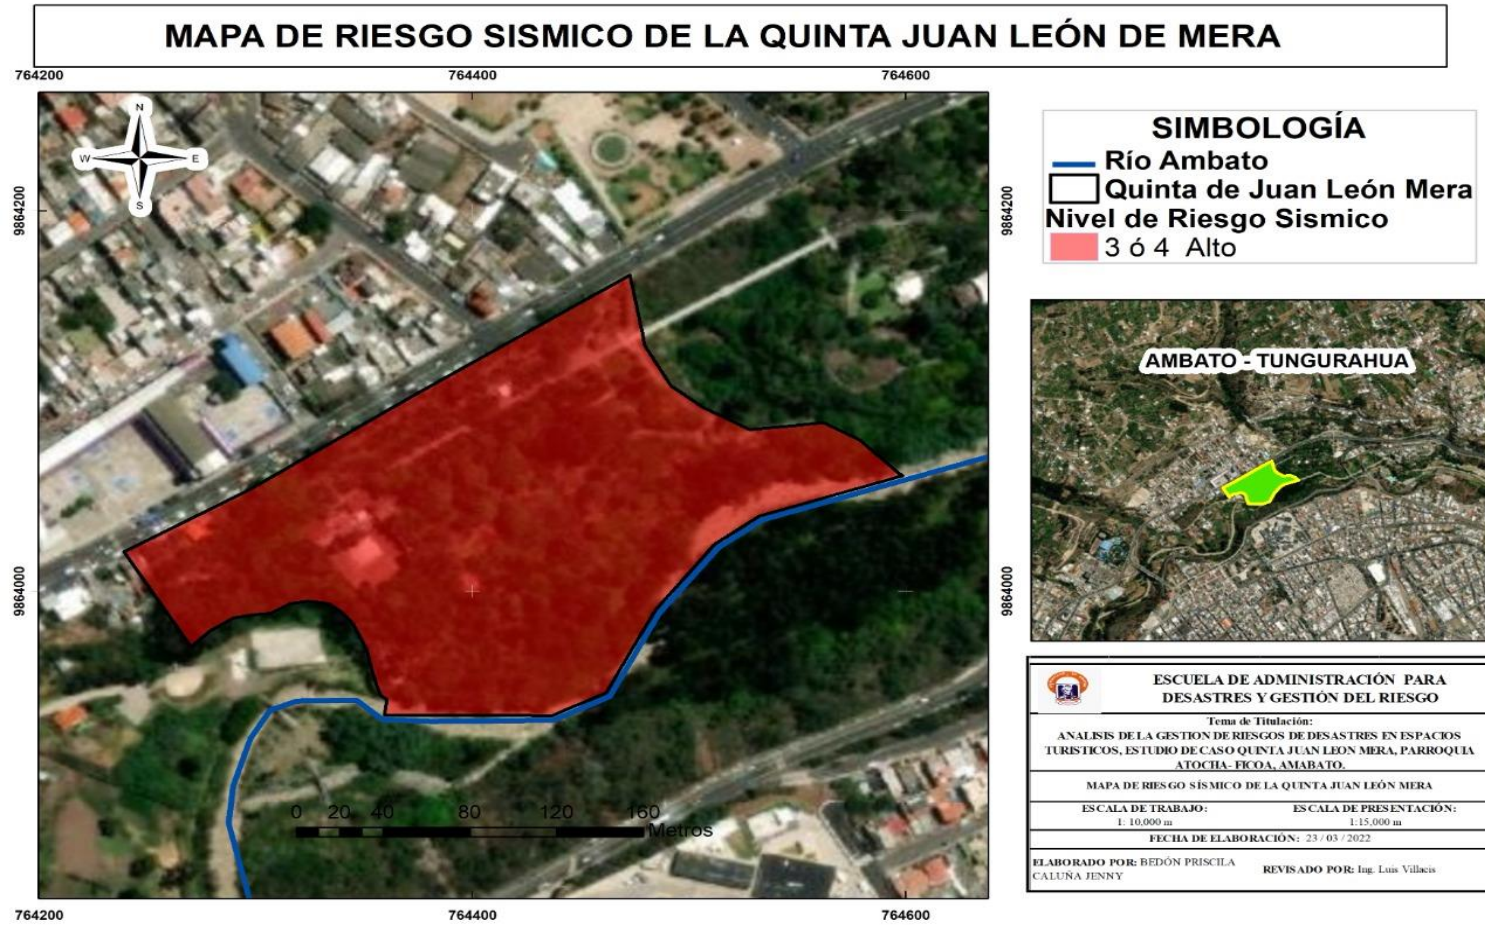 MAPA DE RIESGO SISMICO DE LA QUINTA JUAN LEÓN DE MERA
764200
764400
764600
N
W
E
S
9864200
9864000
9864200
9864000
0 20 40 80 120 160
Metros
764200
764400
764600
SIMBOLOGÍA
Río Ambato
Quinta de Juan León Mera
Nivel de Riesgo Sismico
3 ó 4 Alto
AMBATO - TUNGURAHUA
ESCUELA DE ADMINISTRACIÓN PARA
DESASTRES Y GESTIÓN DEL RIESGO
Tema de Titulación:
ANALISIS DE LA GESTION DE RIESGOS DE DESASTRES EN ESPACIOS
TURISTICOS, ESTUDIO DE CASO QUINTA JUAN LEON MERA, PARROQUIA
ATOCHA- FICOA, AMABATO.
MAPA DE RIESGO SÍSMICO DE LA QUINTA JUAN LEÓN MERA
ESCALA DE TRABAJO:
1: 10,000 m
ESCALA DE PRESENTACIÓN:
1:15,000 m
FECHA DE ELABORACIÓN: 23 / 03 / 2022
ELABORADO POR: BEDÓN PRISCILA
CALUÑA JENNY
REVISADO POR: Ing. Luis Villacis